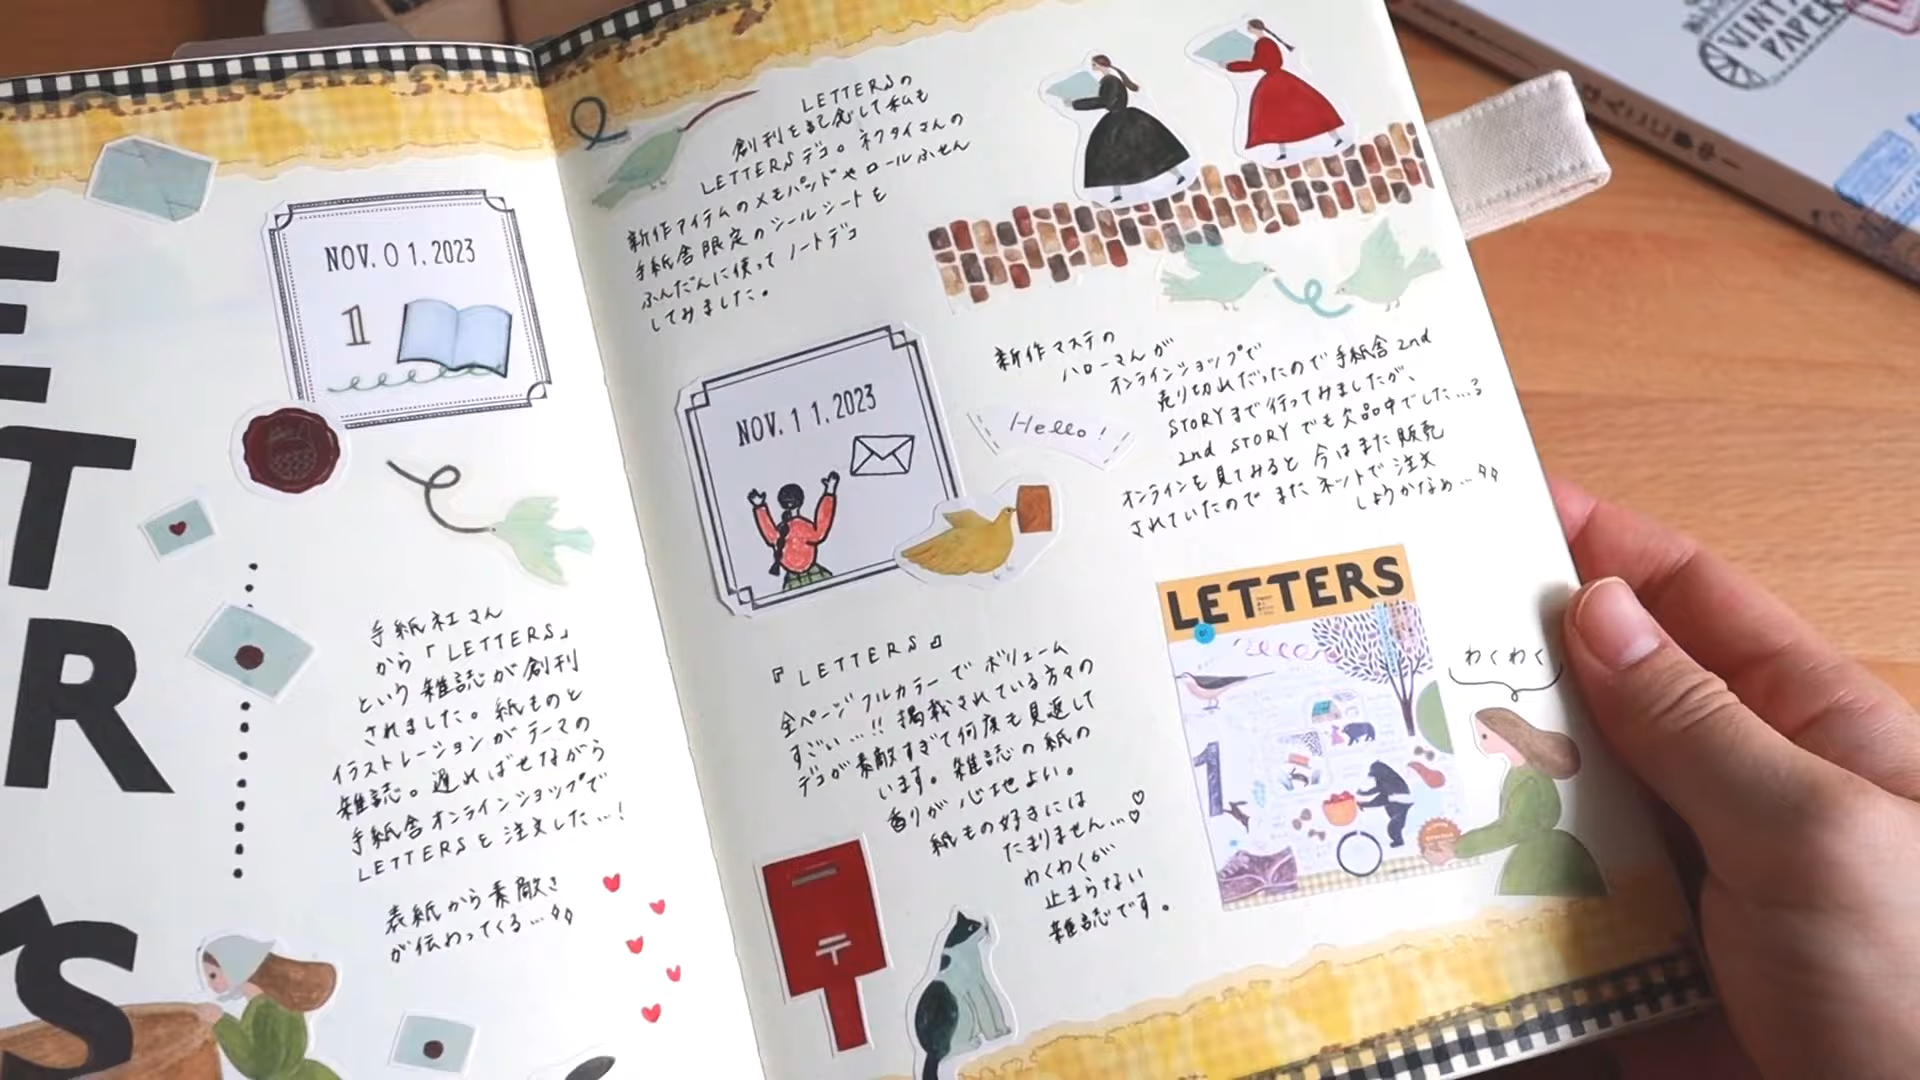 E
T
T
R
'S
NOV. 01. 2023
1
手紙社さん
から「LETTERS」
という雑誌が創刊
されました。紙ものと
イラストレーションがテーマの
雑誌。遅ればせながら
手紙舎オンラインショップで
LETTERSを注文した…!
表紙から素敵さ
が伝わってくる…
LETTERSの
創刊を記念して私も
LETTERSデコ。ネクタイさんの
新作アイテムのメモパッドやロールふせん
手紙舎限定のシールシートを
ふんだんに使ってノートデコ
してみました。
NOV. 11. 2023
Hello!
新作マステの
ハローさんが
オンラインショップで
売り切れだったので手紙舎2nd
STORYまで行ってみましたが、
2nd STORYでも欠品中でした…
オンラインを見てみると今はまた販売
されていたのでまたネットで注文
しようかなぁ…
『LETTERS』
全ページフルカラーでボリューム
すごい…!!掲載されている方々の
デコが素敵すぎて何度も見返して
います。雑誌の紙の
香りが心地よい。
紙もの好きには
たまりません…♡
わくわくが
止まらない
雑誌です。
〒
LETTERS
1
わくわく
VINTA
PAPER